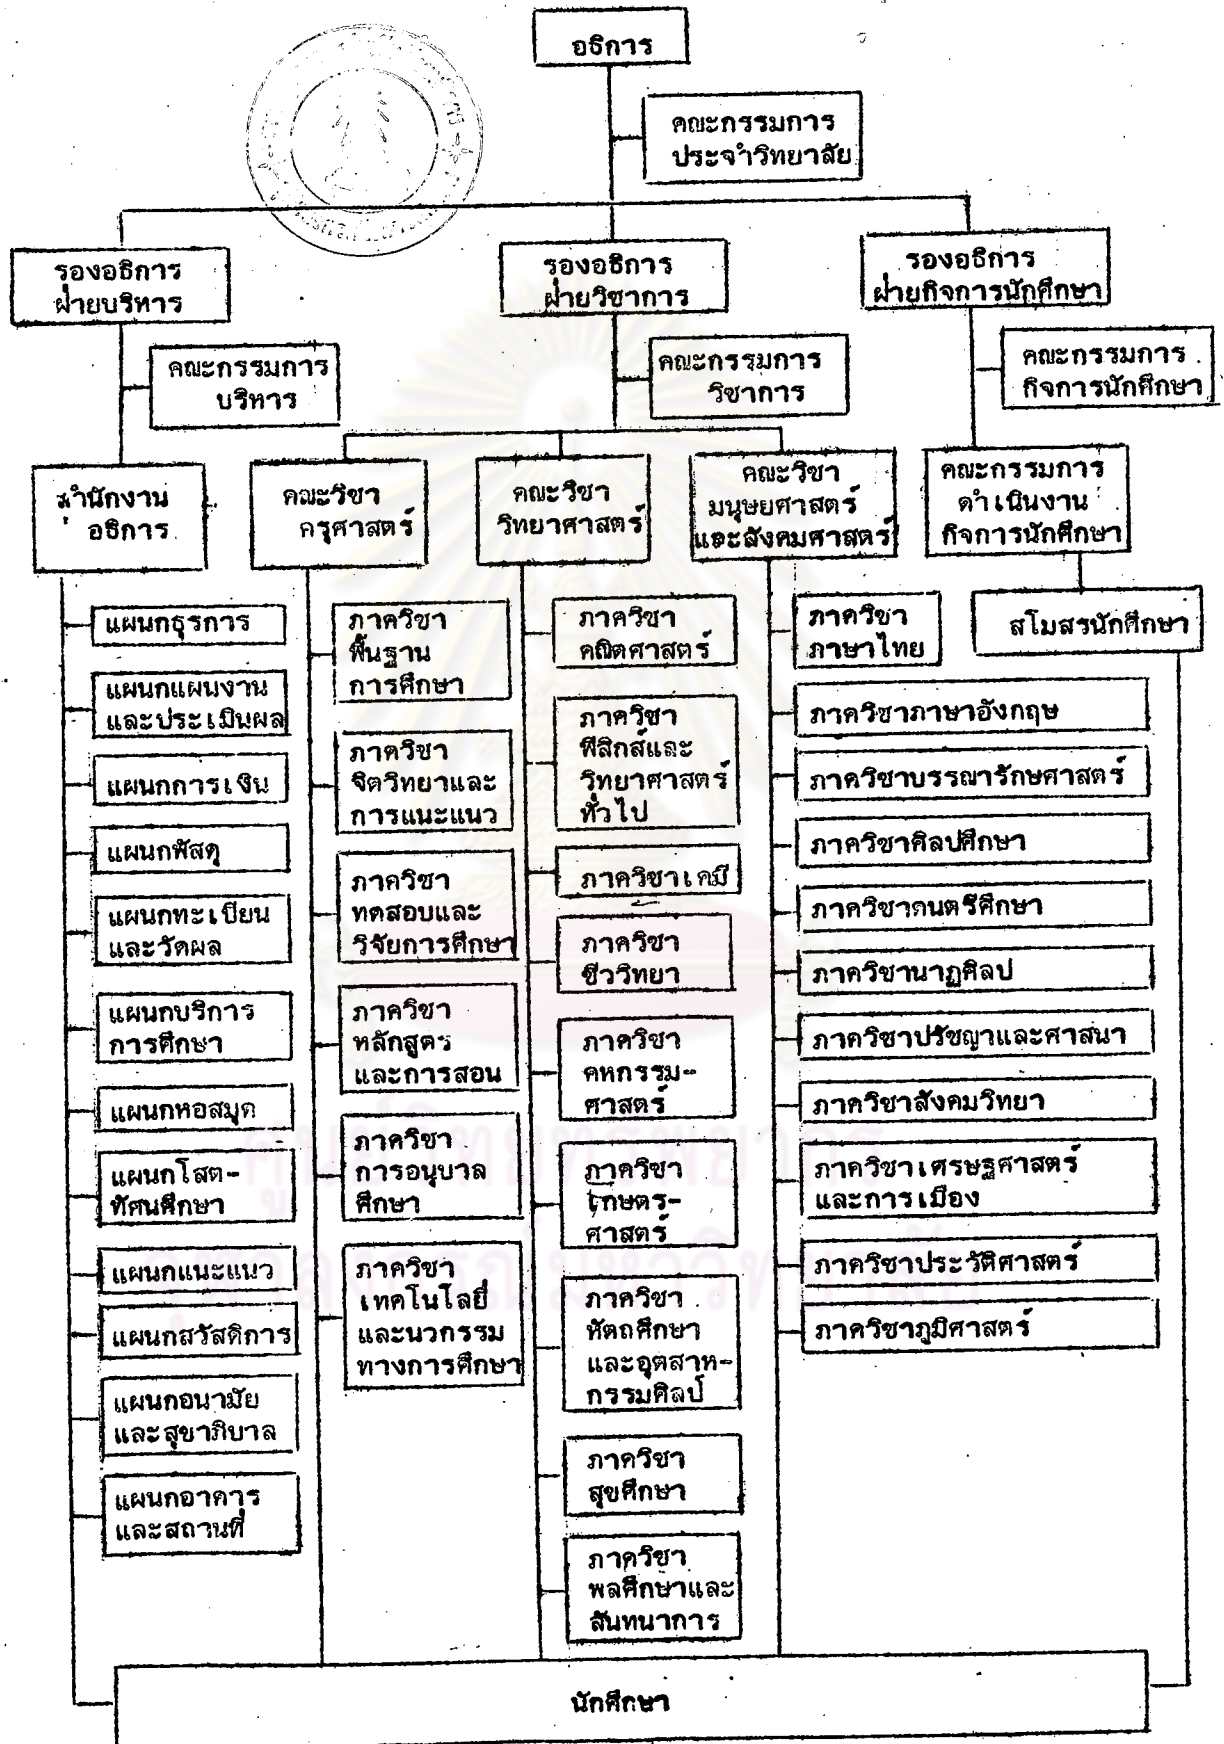 อธิการ
คณะกรรมการ
ประจำวิทยาลัย
รองอธิการ
ฝ่ายบริหาร
รองอธิการ
ฝ่ายวิชาการ
รองอธิการ
ฝ่ายกิจการนักศึกษา
คณะกรรมการ
บริหาร
คณะกรรมการ
วิชาการ
คณะกรรมการ
กิจการนักศึกษา
สำนักงาน
อธิการ
คณะวิชา
ครุศาสตร์
คณะวิชา
วิทยาศาสตร์
คณะวิชา
มนุษยศาสตร์
และสังคมศาสตร์
คณะกรรมการ
ดำเนินงาน
กิจการนักศึกษา
สโมสรนักศึกษา
แผนกธุรการ
แผนกแผนงาน
และประเมินผล
แผนกการเงิน
แผนกพัสดุ
แผนกทะเบียน
และวัดผล
แผนกบริการ
การศึกษา
แผนกหอสมุด
แผนกโสต-
ทัศนศึกษา
แผนกแนะแนว
แผนกสวัสดิการ
แผนกอนามัย
และสุขาภิบาล
แผนกอาคาร
และสถานที่
ภาควิชา
พื้นฐาน
การศึกษา
ภาควิชา
จิตวิทยาและ
การแนะแนว
ภาควิชา
ทดสอบและ
วิจัยการศึกษา
ภาควิชา
หลักสูตร
และการสอน
ภาควิชา
การอนุบาล
ศึกษา
ภาควิชา
เทคโนโลยี
และนวกรรม
ทางการศึกษา
ภาควิชา
คณิตศาสตร์
ภาควิชา
ฟิสิกส์และ
วิทยาศาสตร์
ทั่วไป
ภาควิชาเคมี
ภาควิชา
ชีววิทยา
ภาควิชา
คหกรรม-
ศาสตร์
ภาควิชา
เกษตร-
ศาสตร์
ภาควิชา
หัตถศึกษา
และอุตสาห-
กรรมศิลป์
ภาควิชา
สุขศึกษา
ภาควิชา
พลศึกษาและ
สันทนาการ
ภาควิชา
ภาษาไทย
ภาควิชาภาษาอังกฤษ
ภาควิชาบรรณารักษศาสตร์
ภาควิชาศิลปศึกษา
ภาควิชาดนตรีศึกษา
ภาควิชานาฏศิลป
ภาควิชาปรัชญาและศาสนา
ภาควิชาสังคมวิทยา
ภาควิชาเศรษฐศาสตร์
และการเมือง
ภาควิชาประวัติศาสตร์
ภาควิชาภูมิศาสตร์
นักศึกษา
ศูนย์วิทยทรัพยากร
จุฬาลงกรณ์มหาวิทยาลัย